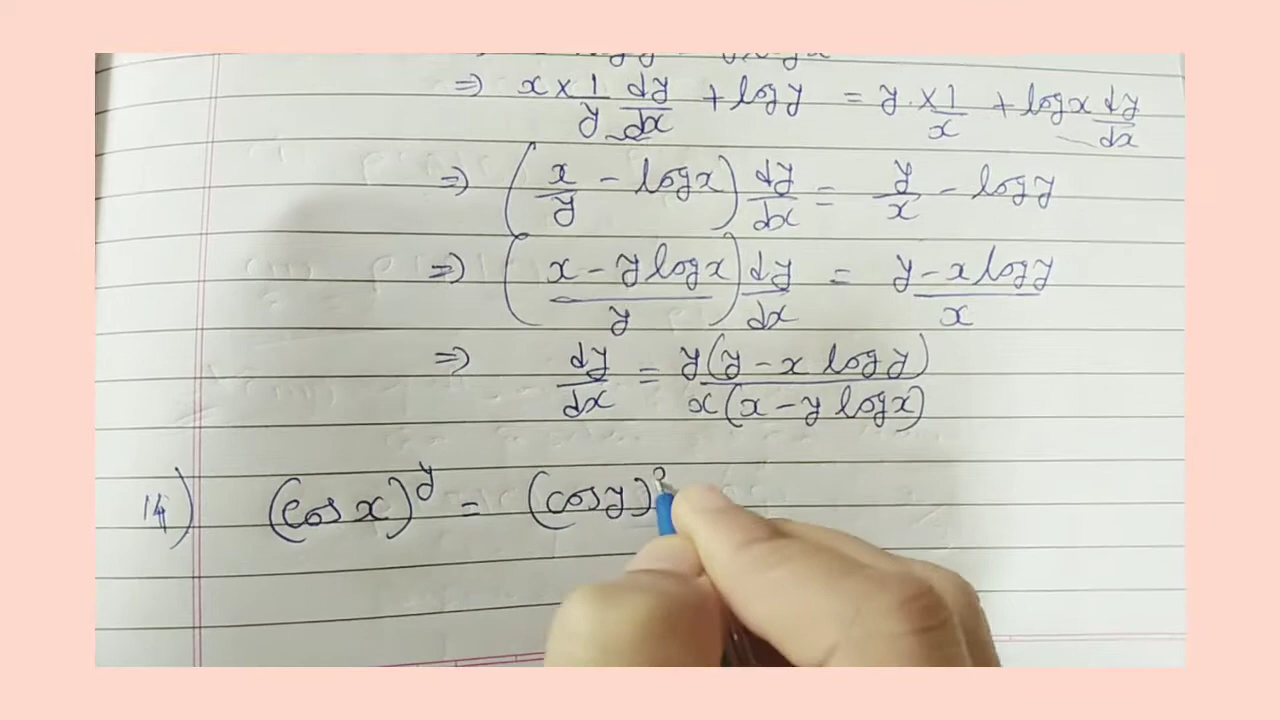 ⇒ x × 1/y dy/dx + log y = y · × 1/x + log x dy/dx
⇒ (x/y - log x) dy/dx = y/x - log y
⇒ ((x - y log x)/y) dy/dx = (y - x log y)/x
⇒ dy/dx = y(y - x log y)/x(x - y log x)
14) (cos x)^y = (cos y)